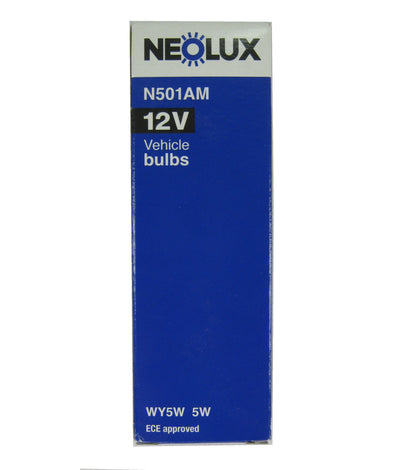 NEOLUX
N501AM
12V
Vehicle
bulbs
WY5W 5W
ECE approved